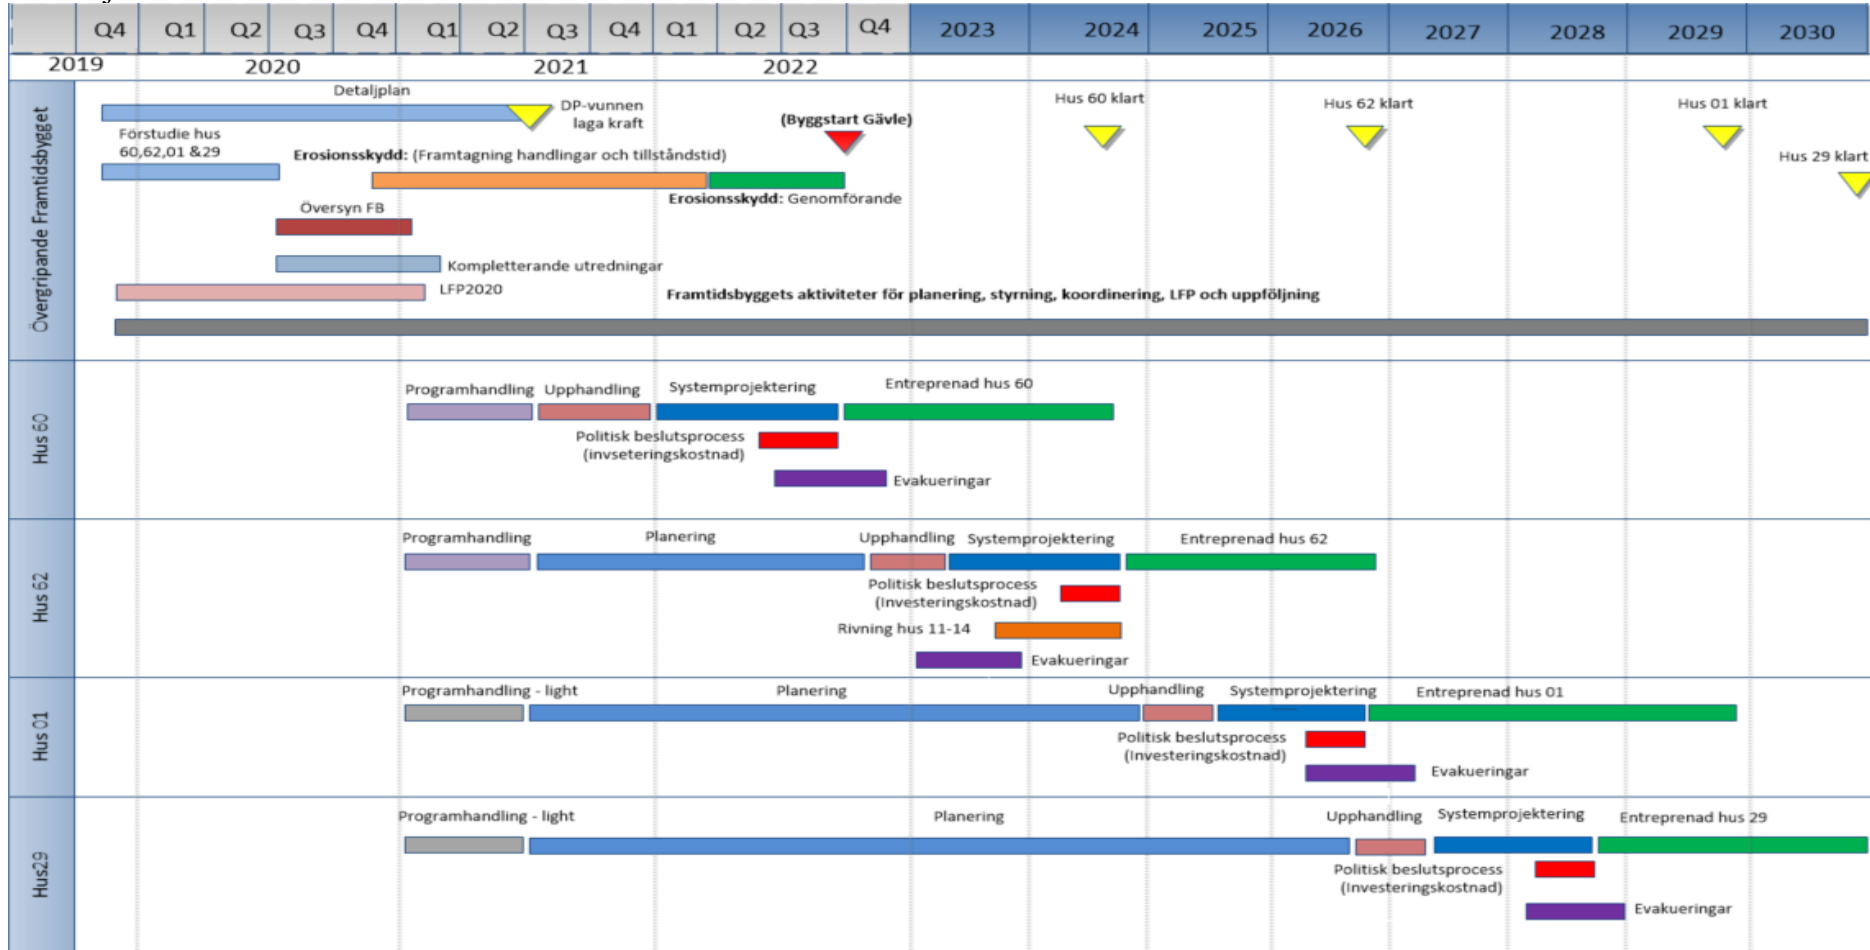 Q4 Q1 Q2 Q3 Q4 Q1 Q2 Q3 Q4 Q1 Q2 Q3 Q4 2023 2024 2025 2026 2027 2028 2029 2030
2019 2020 2021 2022
Övergripande Framtidsbygget
Detaljplan
DP-vunnen
laga kraft
Förstudie hus
60,62,01 &29
(Byggstart Gävle)
Hus 60 klart
Hus 62 klart
Hus 01 klart
Hus 29 klart
Erosionsskydd: (Framtagning handlingar och tillståndstid)
Erosionsskydd: Genomförande
Översyn FB
Kompletterande utredningar
LFP2020
Framtidsbyggets aktiviteter för planering, styrning, koordinering, LFP och uppföljning
Hus 60
Programhandling
Upphandling
Systemprojektering
Entreprenad hus 60
Politisk beslutsprocess
(invseteringskostnad)
Evakueringar
Hus 62
Programhandling
Planering
Upphandling
Systemprojektering
Entreprenad hus 62
Politisk beslutsprocess
(Investeringskostnad)
Rivning hus 11-14
Evakueringar
Hus 01
Programhandling - light
Planering
Upphandling
Systemprojektering
Entreprenad hus 01
Politisk beslutsprocess
(Investeringskostnad)
Evakueringar
Hus29
Programhandling - light
Planering
Upphandling
Systemprojektering
Entreprenad hus 29
Politisk beslutsprocess
(Investeringskostnad)
Evakueringar